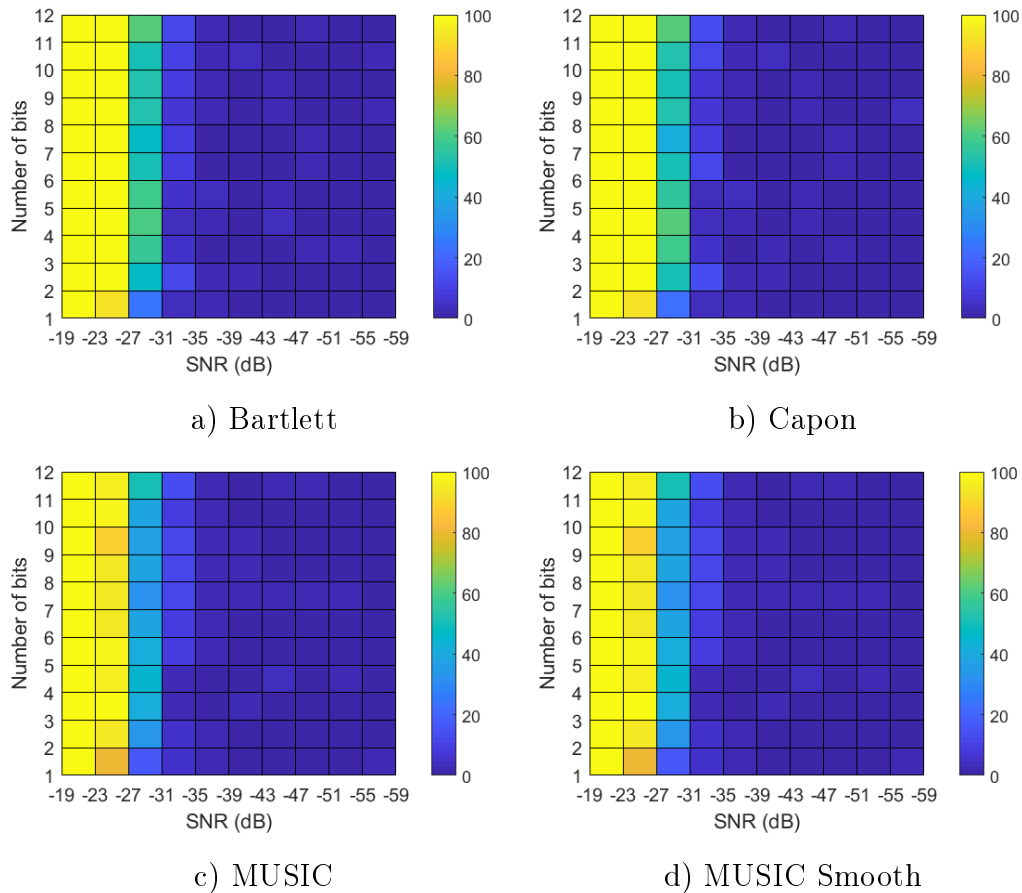 12 11 10 9 8 7 6 5 4 3 2 1
Number of bits
-19 -23 -27 -31 -35 -39 -43 -47 -51 -55 -59
SNR (dB)
100 80 60 40 20 0
a) Bartlett
12 11 10 9 8 7 6 5 4 3 2 1
Number of bits
-19 -23 -27 -31 -35 -39 -43 -47 -51 -55 -59
SNR (dB)
100 80 60 40 20 0
b) Capon
12 11 10 9 8 7 6 5 4 3 2 1
Number of bits
-19 -23 -27 -31 -35 -39 -43 -47 -51 -55 -59
SNR (dB)
100 80 60 40 20 0
c) MUSIC
12 11 10 9 8 7 6 5 4 3 2 1
Number of bits
-19 -23 -27 -31 -35 -39 -43 -47 -51 -55 -59
SNR (dB)
100 80 60 40 20 0
d) MUSIC Smooth